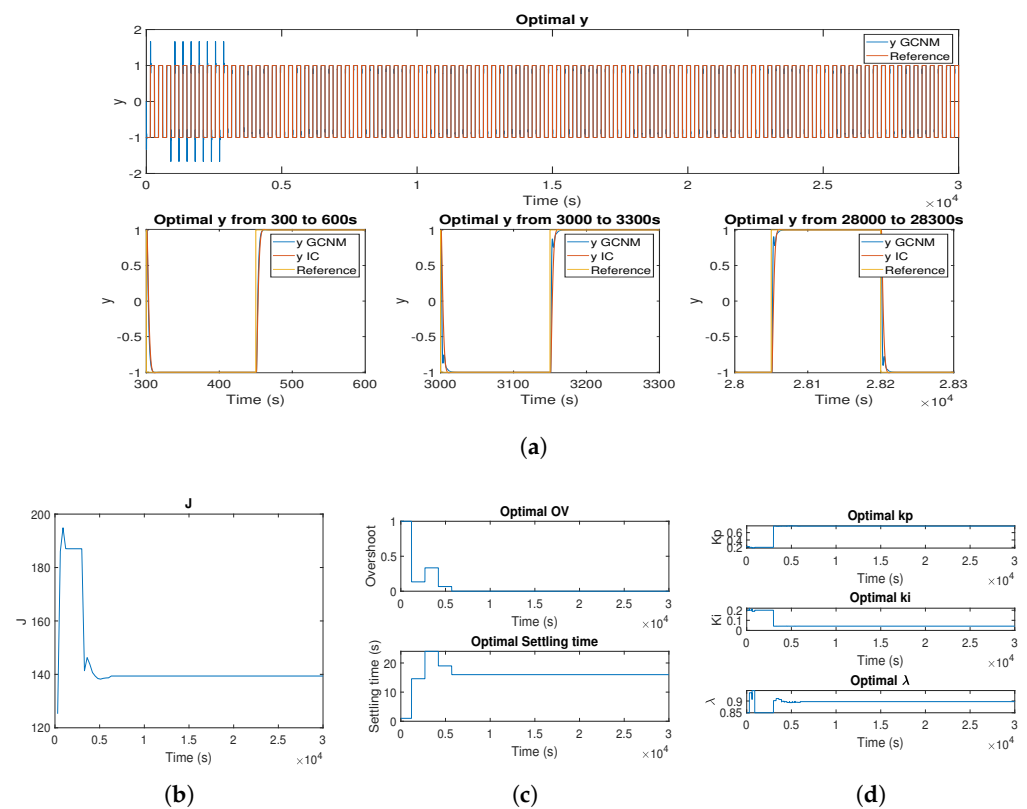 Optimal y
2
1
0
-1
-2
y
y GCNM
Reference
0 0.5 1 1.5 2 2.5 3
Time (s)
×10^4
Optimal y from 300 to 600s
1
0.5
0
-0.5
-1
y
y GCNM
y IC
Reference
300 400 500 600
Time (s)
Optimal y from 3000 to 3300s
1
0.5
0
-0.5
-1
y
y GCNM
y IC
Reference
3000 3100 3200 3300
Time (s)
Optimal y from 28000 to 28300s
1
0.5
0
-0.5
-1
y
y GCNM
y IC
Reference
2.8 2.81 2.82 2.83
Time (s)
×10^4
(a)
J
200
180
160
140
120
J
0 0.5 1 1.5 2 2.5 3
Time (s)
×10^4
(b)
Optimal OV
1
0.5
0
Overshoot
0 0.5 1 1.5 2 2.5 3
Time (s)
×10^4
Optimal Settling time
20
10
0
Settling time (s)
0 0.5 1 1.5 2 2.5 3
Time (s)
×10^4
(c)
Optimal kp
0.6
0.4
0.2
Kp
0 0.5 1 1.5 2 2.5 3
Time (s)
×10^4
Optimal ki
0.2
0.1
0
Ki
0 0.5 1 1.5 2 2.5 3
Time (s)
×10^4
Optimal λ
0.9
0.85
λ
0 0.5 1 1.5 2 2.5 3
Time (s)
×10^4
(d)